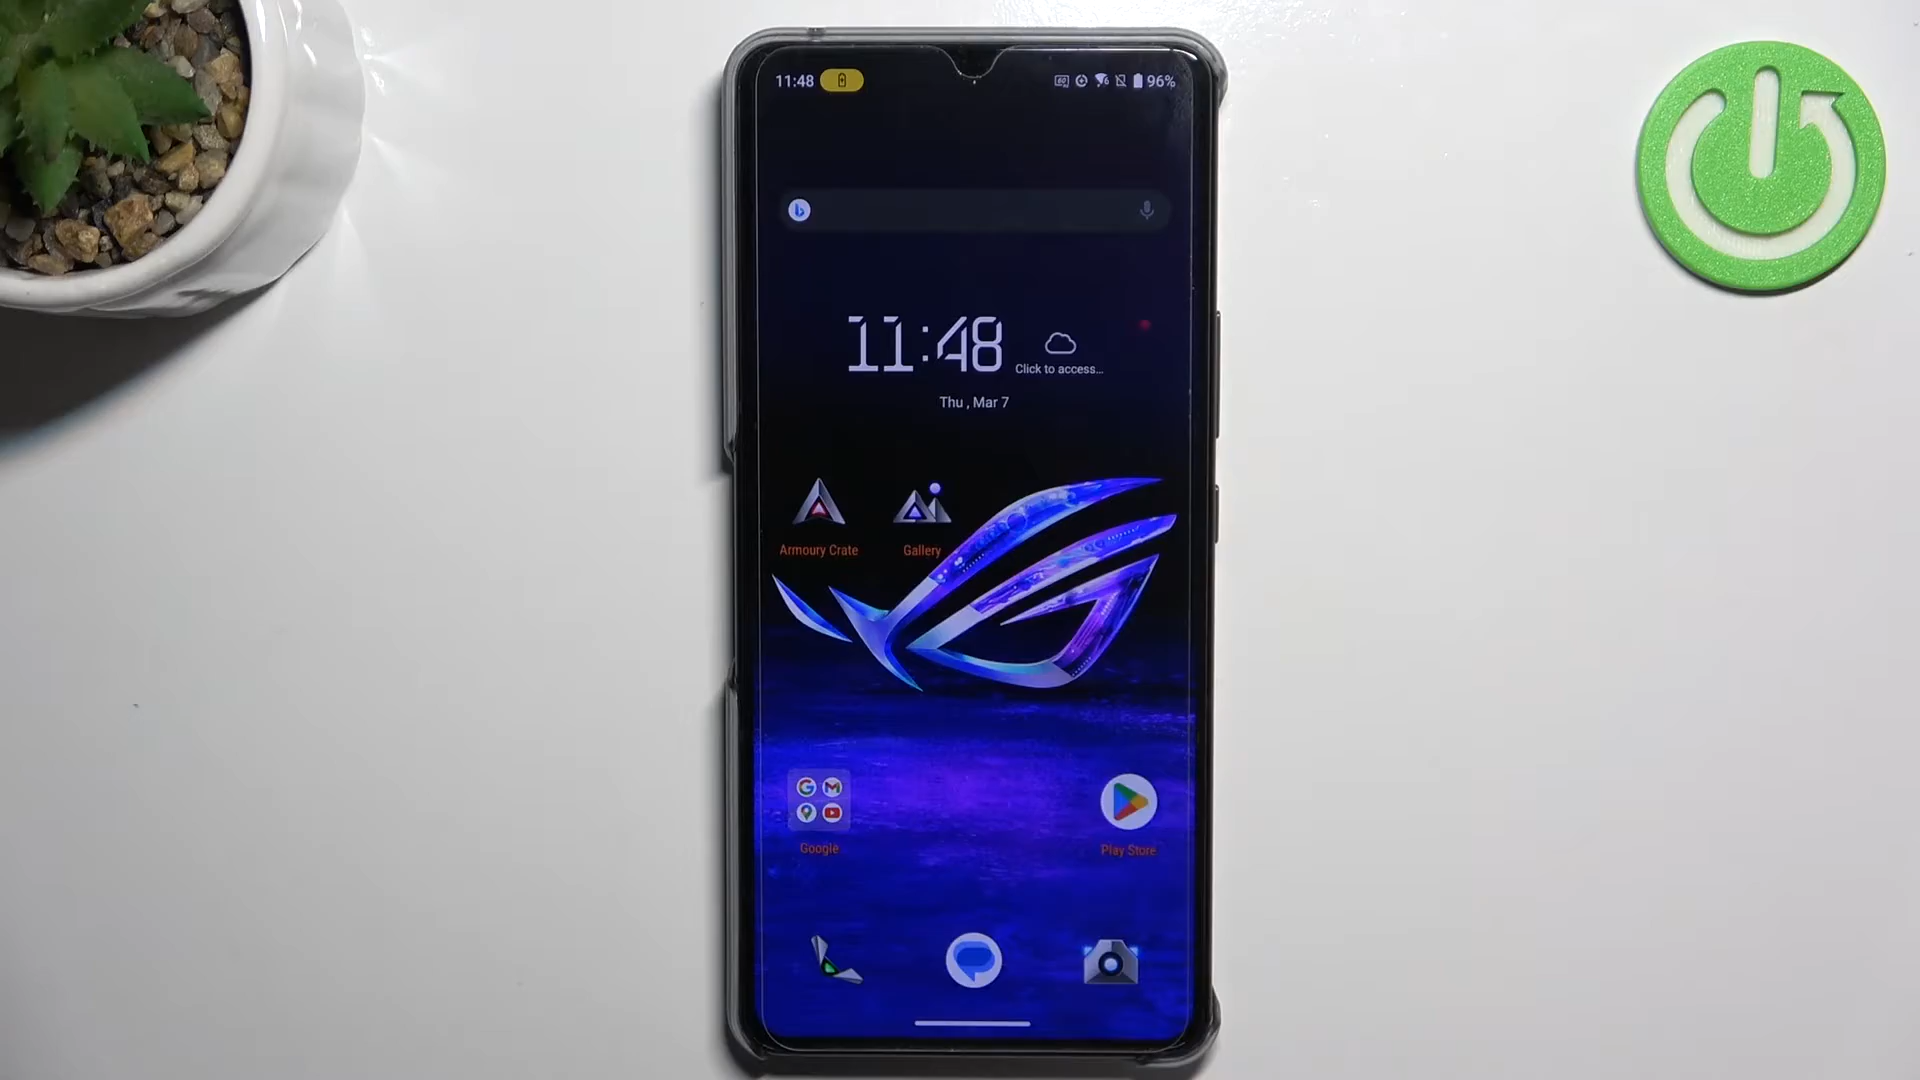 11:48
96%
11:48
Click to access...
Thu , Mar 7
Armoury Crate
Gallery
Google
Play Store